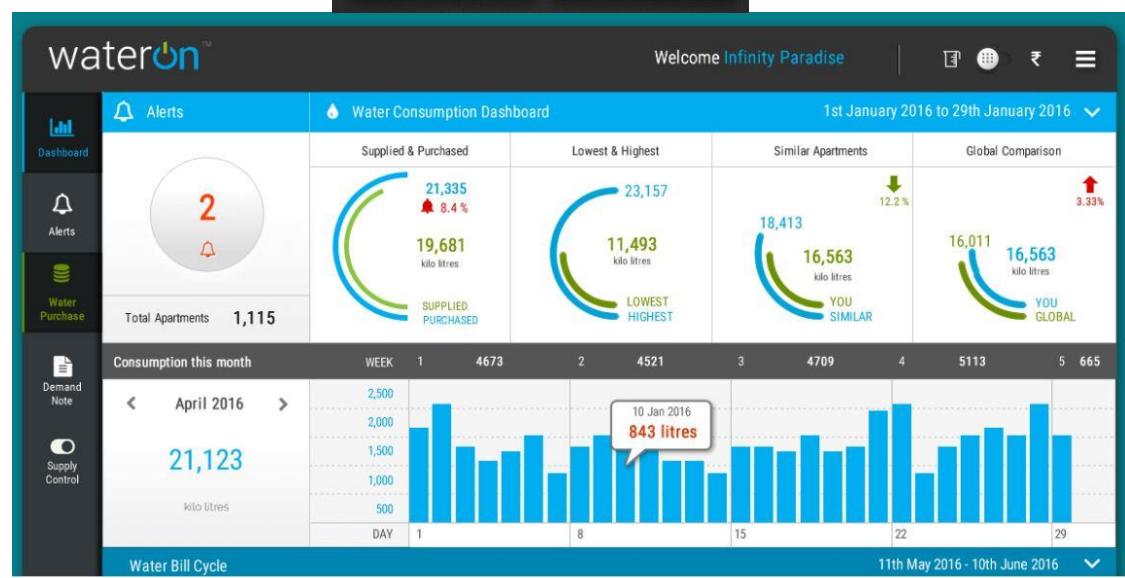 wateron™
Welcome Infinity Paradise
₹
Dashboard
Alerts
Water
Purchase
Demand
Note
Supply
Control
Alerts
Water Consumption Dashboard
1st January 2016 to 29th January 2016
2
Total Apartments 1,115
Supplied & Purchased
21,335
8.4 %
19,681
kilo litres
SUPPLIED
PURCHASED
Lowest & Highest
23,157
11,493
kilo litres
LOWEST
HIGHEST
Similar Apartments
12.2 %
18,413
16,563
kilo litres
YOU
SIMILAR
Global Comparison
3.33%
16,011
16,563
kilo litres
YOU
GLOBAL
Consumption this month
WEEK 1 4673 2 4521 3 4709 4 5113 5 665
April 2016
21,123
kilo litres
2,500
2,000
1,500
1,000
500
10 Jan 2016
843 litres
DAY 1 8 15 22 29
Water Bill Cycle
11th May 2016 - 10th June 2016